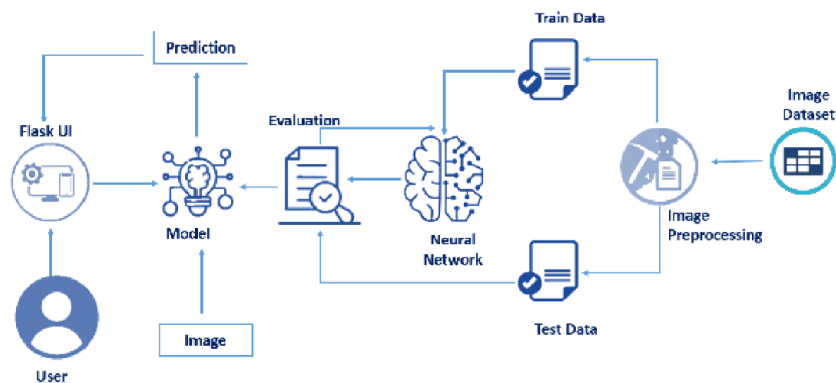 Train Data
Prediction
Image
Dataset
Evaluation
Flask UI
Model
Neural
Network
Image
Preprocessing
Image
Test Data
User